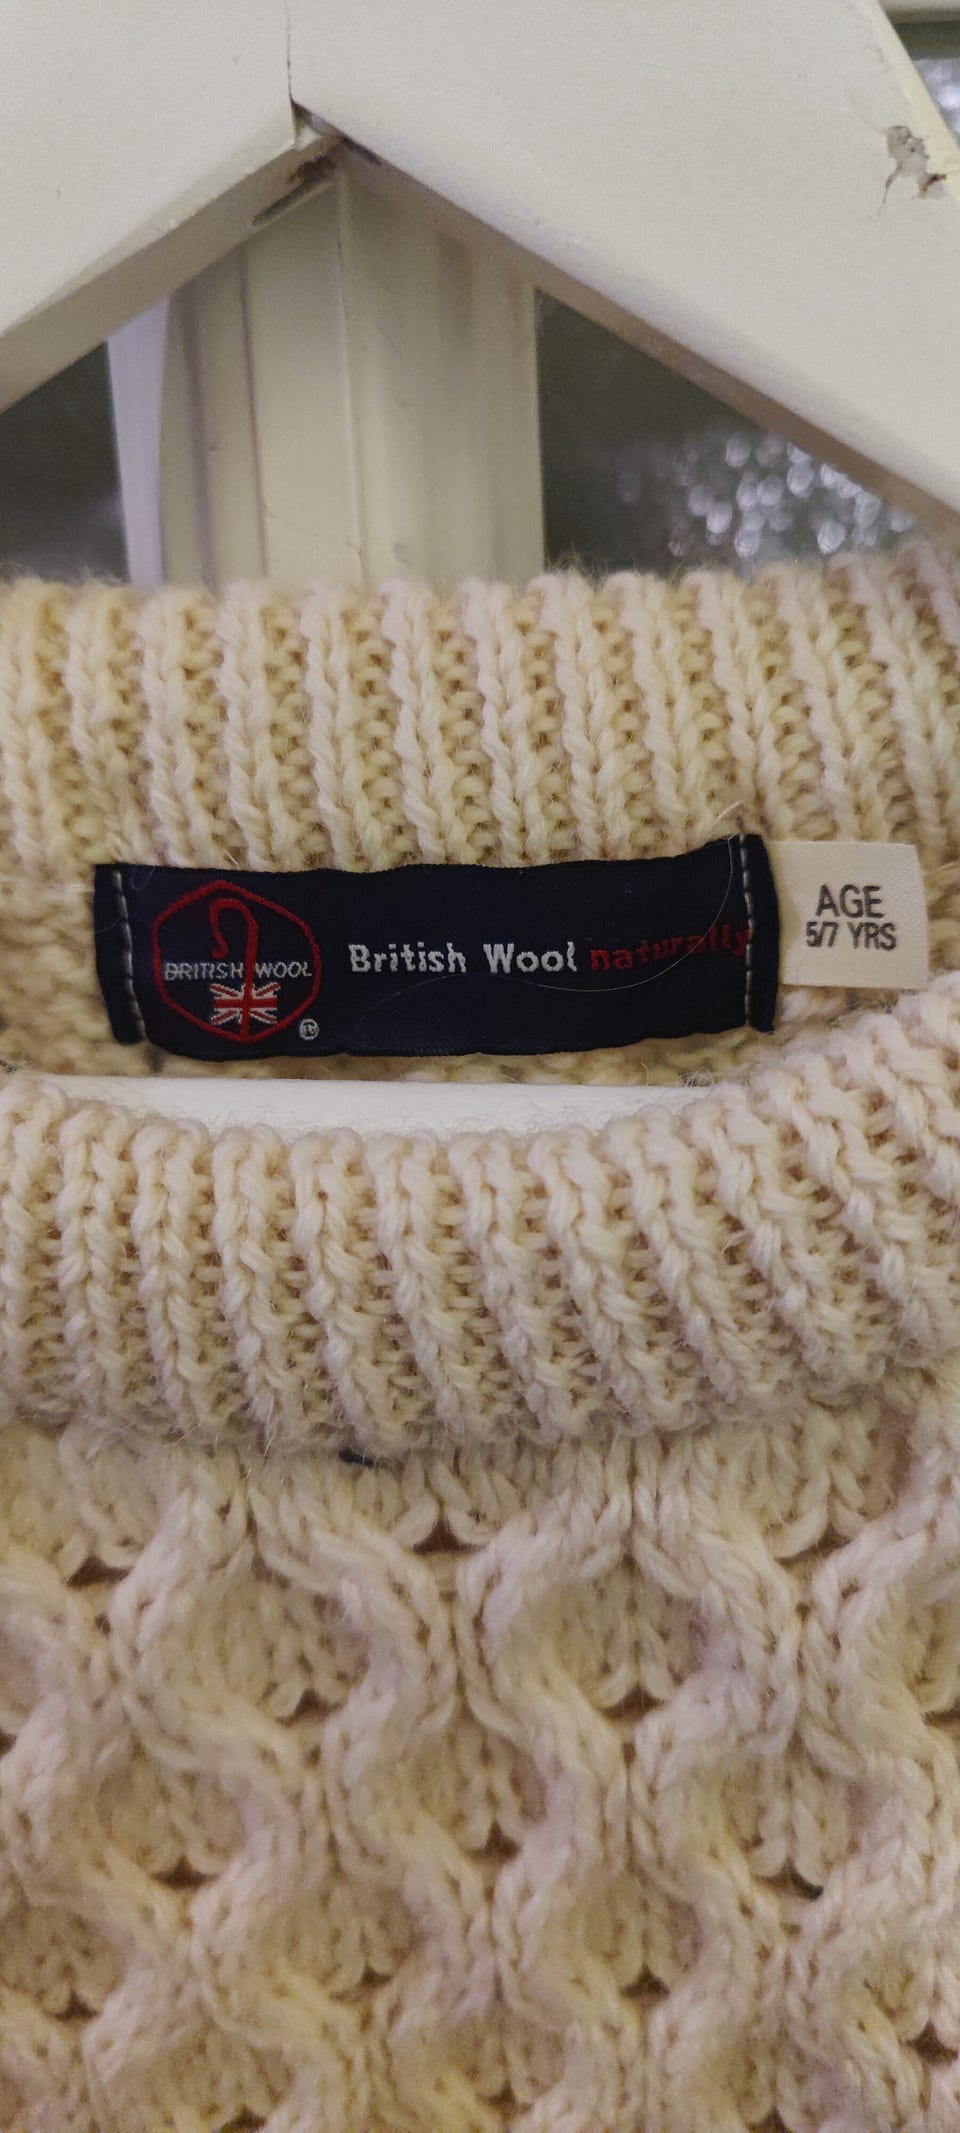 BRITISH WOOL
®
British Wool naturally
AGE
5/7 YRS